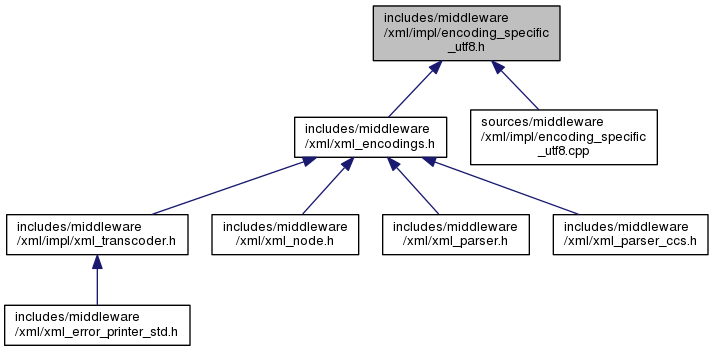 includes/middleware
/xml/impl/encoding_specific
_utf8.h
includes/middleware
/xml/xml_encodings.h
sources/middleware
/xml/impl/encoding_specific
_utf8.cpp
includes/middleware
/xml/impl/xml_transcoder.h
includes/middleware
/xml/xml_node.h
includes/middleware
/xml/xml_parser.h
includes/middleware
/xml/xml_parser_ccs.h
includes/middleware
/xml/xml_error_printer_std.h